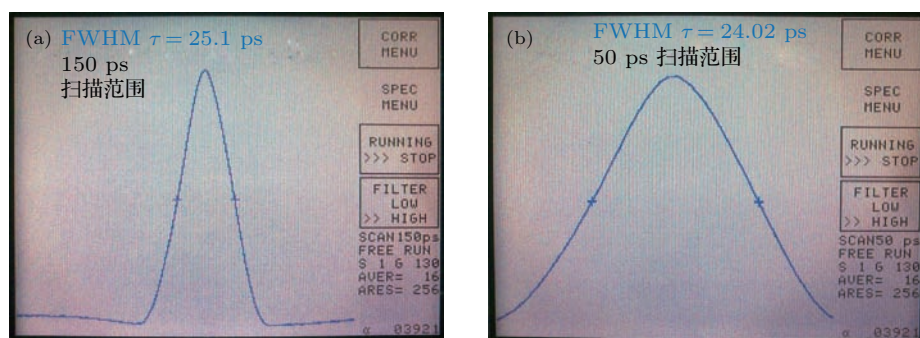 (a) FWHM τ = 25.1 ps
150 ps
扫描范围
CORR
MENU
SPEC
MENU
RUNNING
>>> STOP
FILTER
LOW
>> HIGH
SCAN150ps
FREE RUN
S 1 G 130
AVER= 16
ARES= 256
α 03921
(b) FWHM τ = 24.02 ps
50 ps 扫描范围
CORR
MENU
SPEC
MENU
RUNNING
>>> STOP
FILTER
LOW
>> HIGH
SCAN50 ps
FREE RUN
S 1 G 130
AVER= 16
ARES= 256
α 03921